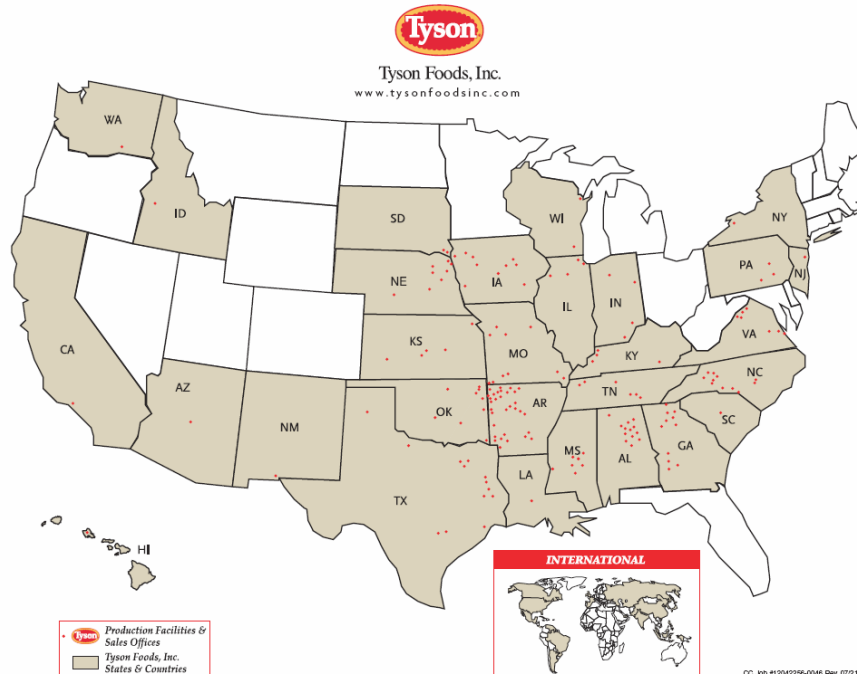 Tyson
Tyson Foods, Inc.
www.tysonfoodsinc.com
WA
ID
SD
WI
NY
NE
IA
PA
NJ
IL
IN
CA
KS
MO
KY
VA
AZ
NM
OK
AR
TN
NC
SC
TX
LA
MS
AL
GA
HI
INTERNATIONAL
Tyson
Production Facilities &
Sales Offices
Tyson Foods, Inc.
States & Countries